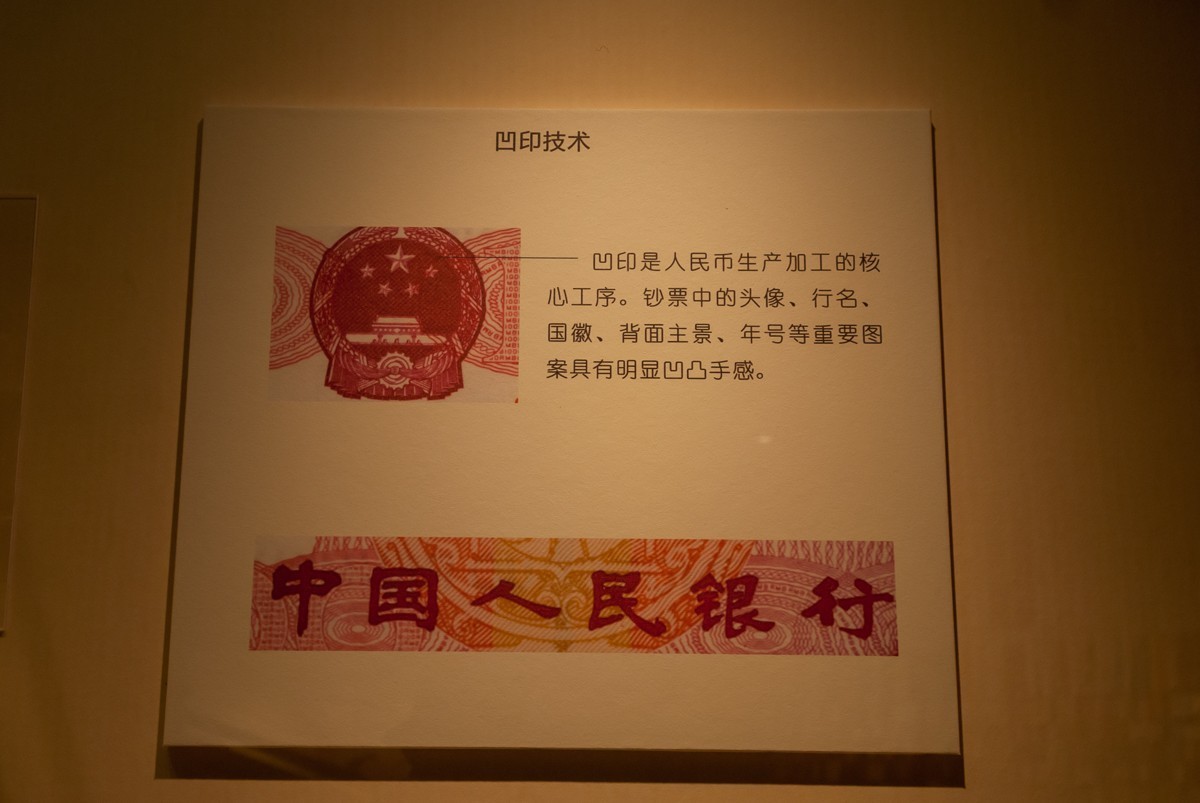 凹印技术
凹印是人民币生产加工的核
心工序。钞票中的头像、行名、
国徽、背面主景、年号等重要图
案具有明显凹凸手感。
中国人民银行